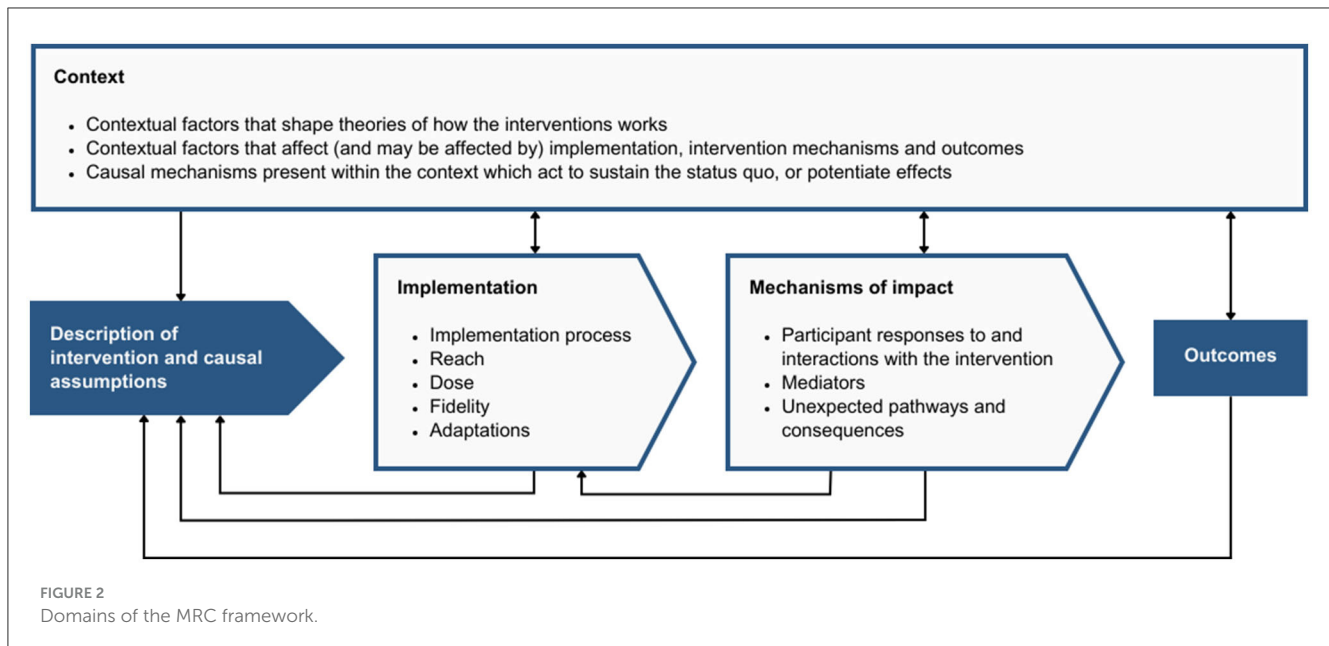 Context
• Contextual factors that shape theories of how the interventions works
• Contextual factors that affect (and may be affected by) implementation, intervention mechanisms and outcomes
• Causal mechanisms present within the context which act to sustain the status quo, or potentiate effects
Description of
intervention and causal
assumptions
Implementation
• Implementation process
• Reach
• Dose
• Fidelity
• Adaptations
Mechanisms of impact
• Participant responses to and
interactions with the intervention
• Mediators
• Unexpected pathways and
consequences
Outcomes
FIGURE 2
Domains of the MRC framework.